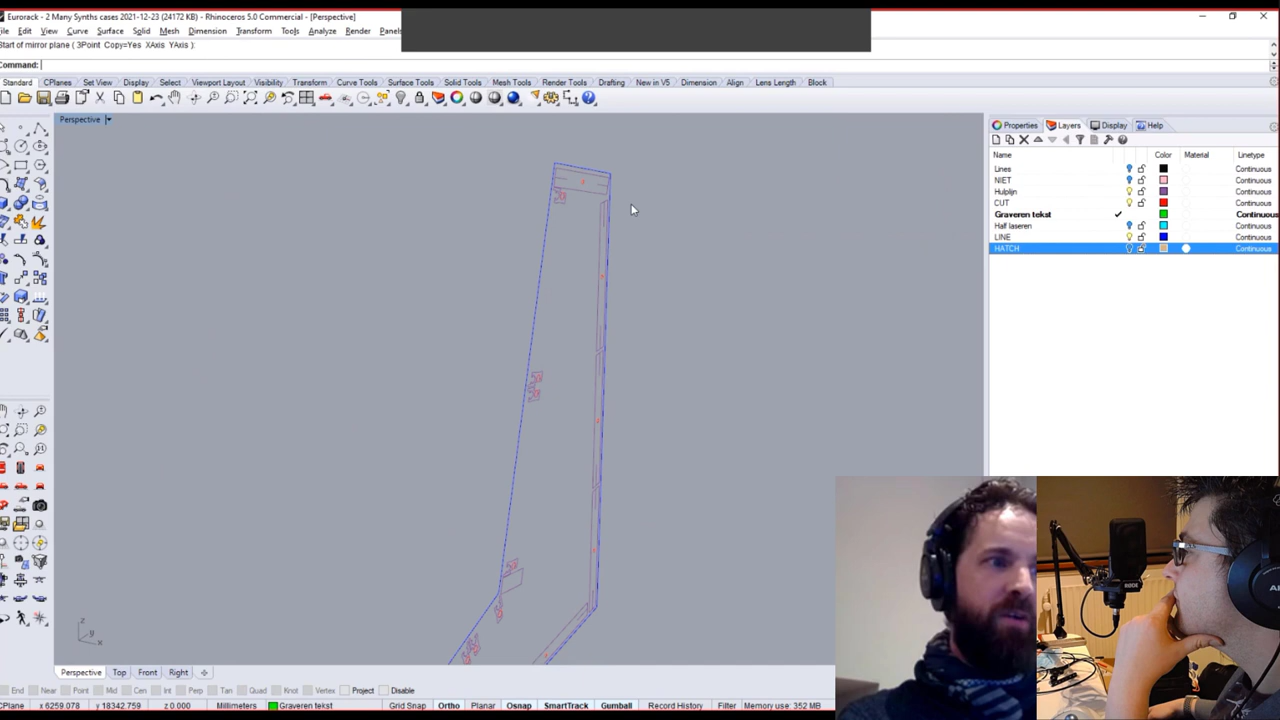 Eurorack - 2 Many Synths cases 2021-12-23 (24172 KB) - Rhinoceros 5.0 Commercial - [Perspective]
File Edit View Curve Surface Solid Mesh Dimension Transform Tools Analyze Render Panels
Start of mirror plane ( 3Point Copy=Yes XAxis YAxis ):
Command:
Standard CPlanes Set View Display Select Viewport Layout Visibility Transform Curve Tools Surface Tools Solid Tools Mesh Tools Render Tools Drafting New in V5 Dimension Align Lens Length Block
Perspective
Properties Layers Display Help
Name Color Material Linetype
Lines Continuous
NIET Continuous
Hulplijn Continuous
CUT Continuous
Graveren tekst Continuous
Half laseren Continuous
LINE Continuous
HATCH Continuous
z
y
x
RØDE
Perspective Top Front Right
End Near Point Mid Cen Int Perp Tan Quad Knot Vertex Project Disable
CPlane x 6259.078 y 18342.759 z 0.000 Millimeters Graveren tekst Grid Snap Ortho Planar Osnap SmartTrack Gumball Record History Filter Memory use: 352 MB